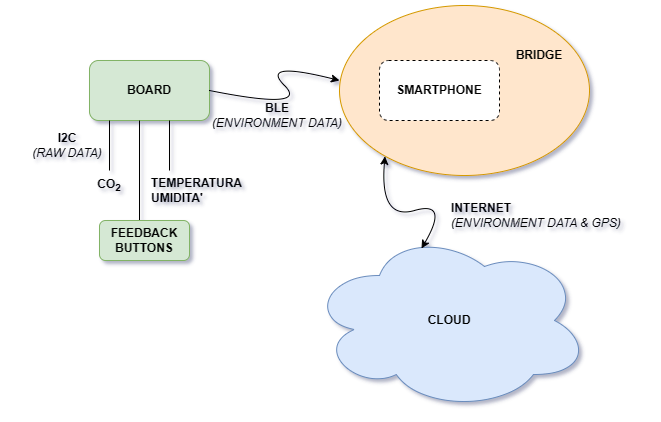 BRIDGE
BOARD
SMARTPHONE
BLE
(ENVIRONMENT DATA)
I2C
(RAW DATA)
CO2
TEMPERATURA
UMIDITA'
FEEDBACK
BUTTONS
INTERNET
(ENVIRONMENT DATA & GPS)
CLOUD